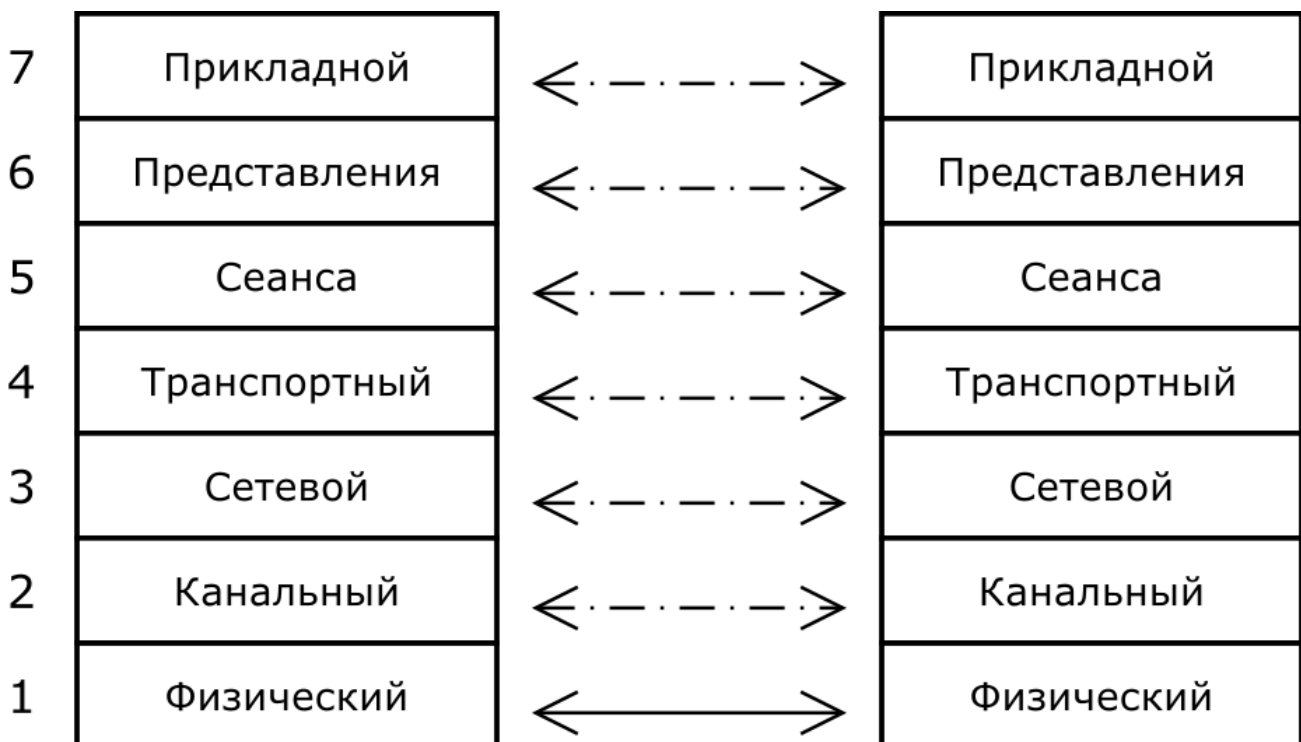 7 Прикладной Прикладной
6 Представления Представления
5 Сеанса Сеанса
4 Транспортный Транспортный
3 Сетевой Сетевой
2 Канальный Канальный
1 Физический Физический